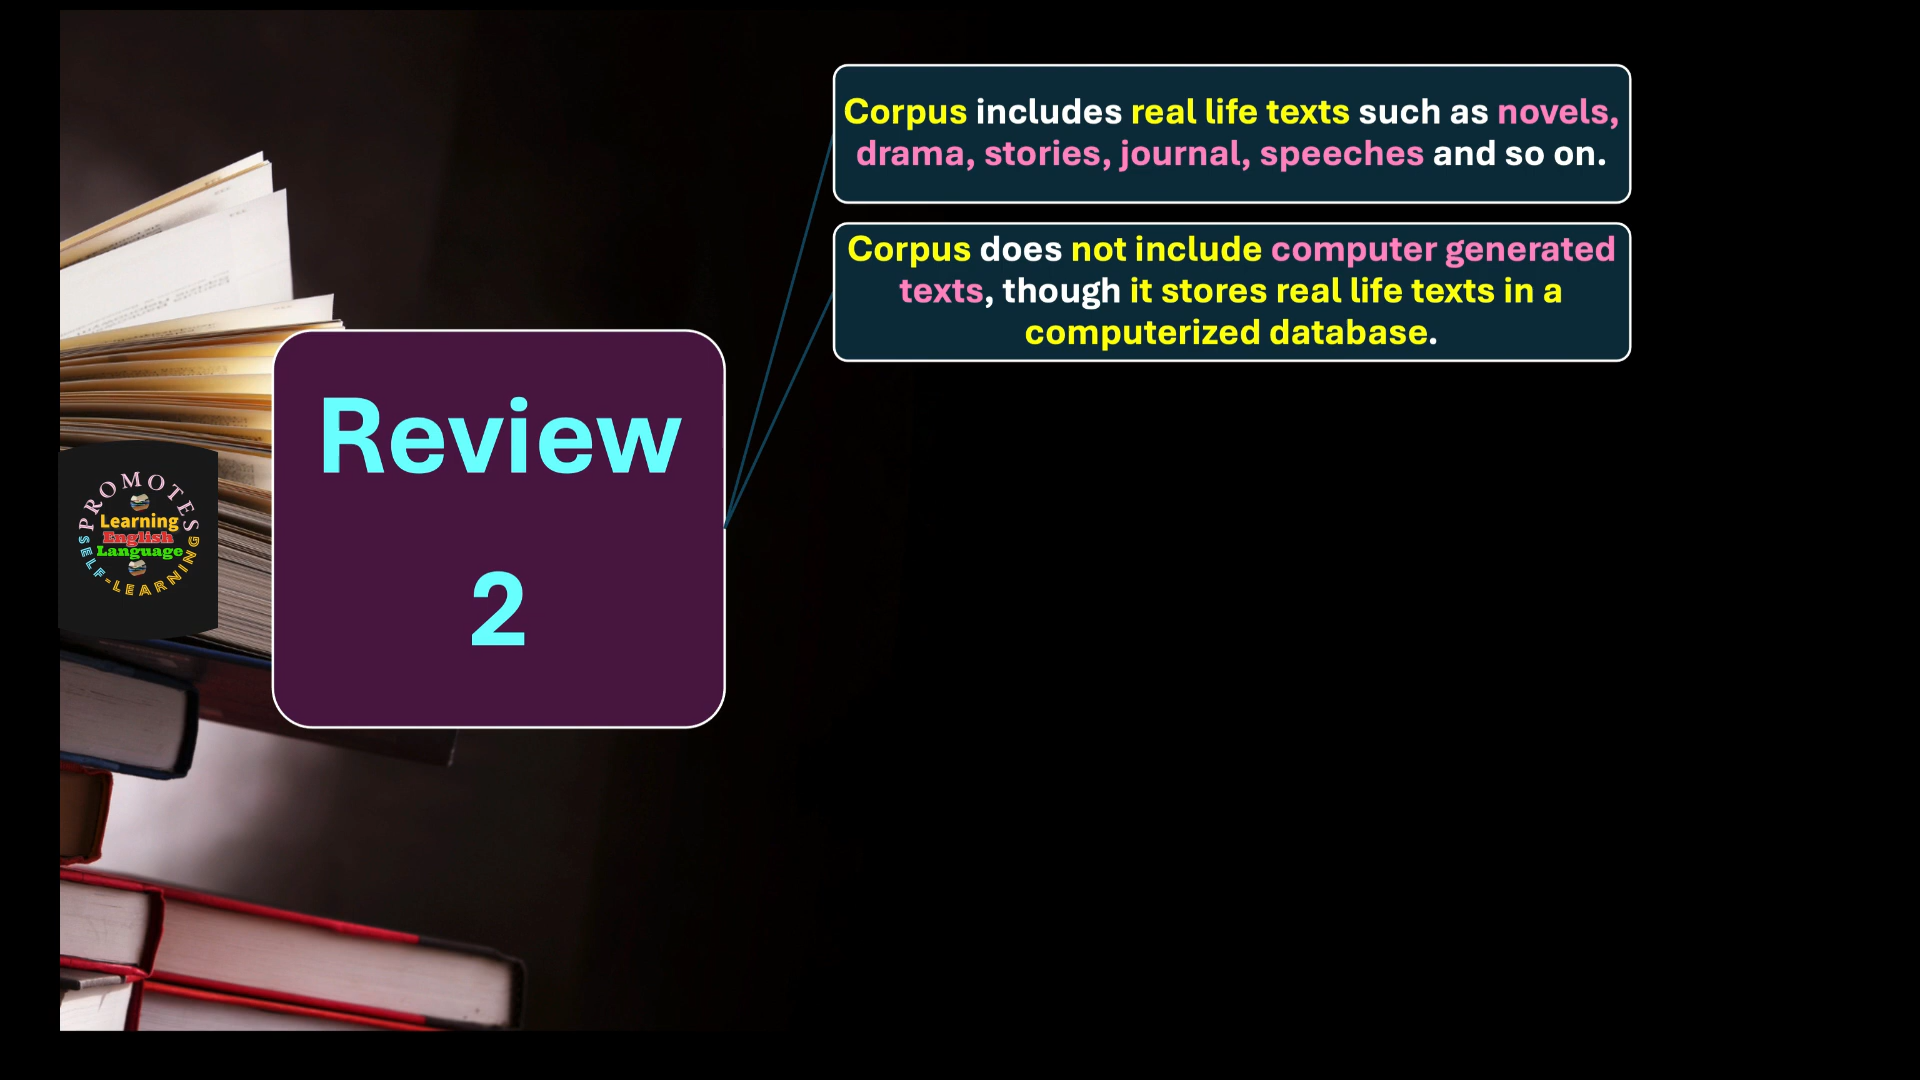 Corpus includes real life texts such as novels,
drama, stories, journal, speeches and so on.
Corpus does not include computer generated
texts, though it stores real life texts in a
computerized database.
Review
2
PROMOTES
Learning
English
Language
SELF-LEARNING